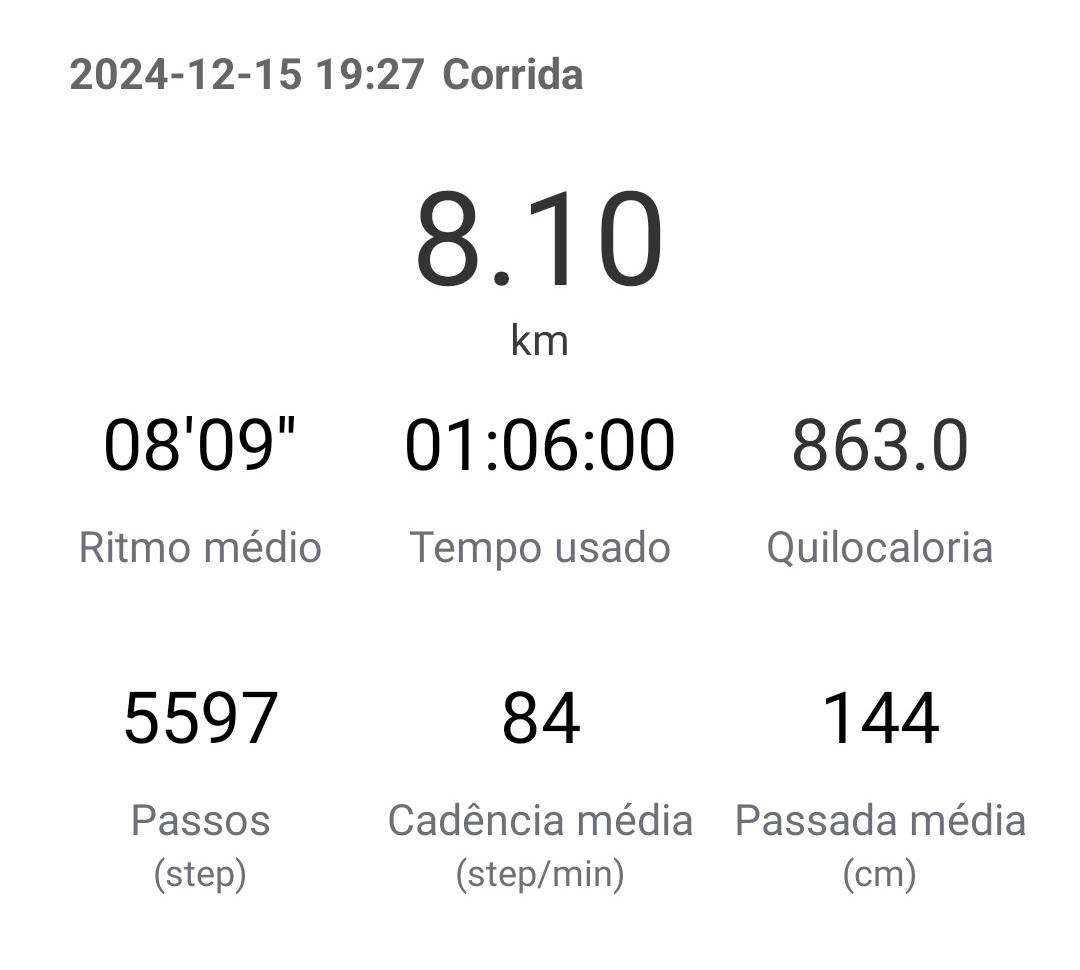 2024-12-15 19:27 Corrida
8.10
km
08'09" 01:06:00 863.0
Ritmo médio Tempo usado Quilocaloria
5597 84 144
Passos Cadência média Passada média
(step) (step/min) (cm)